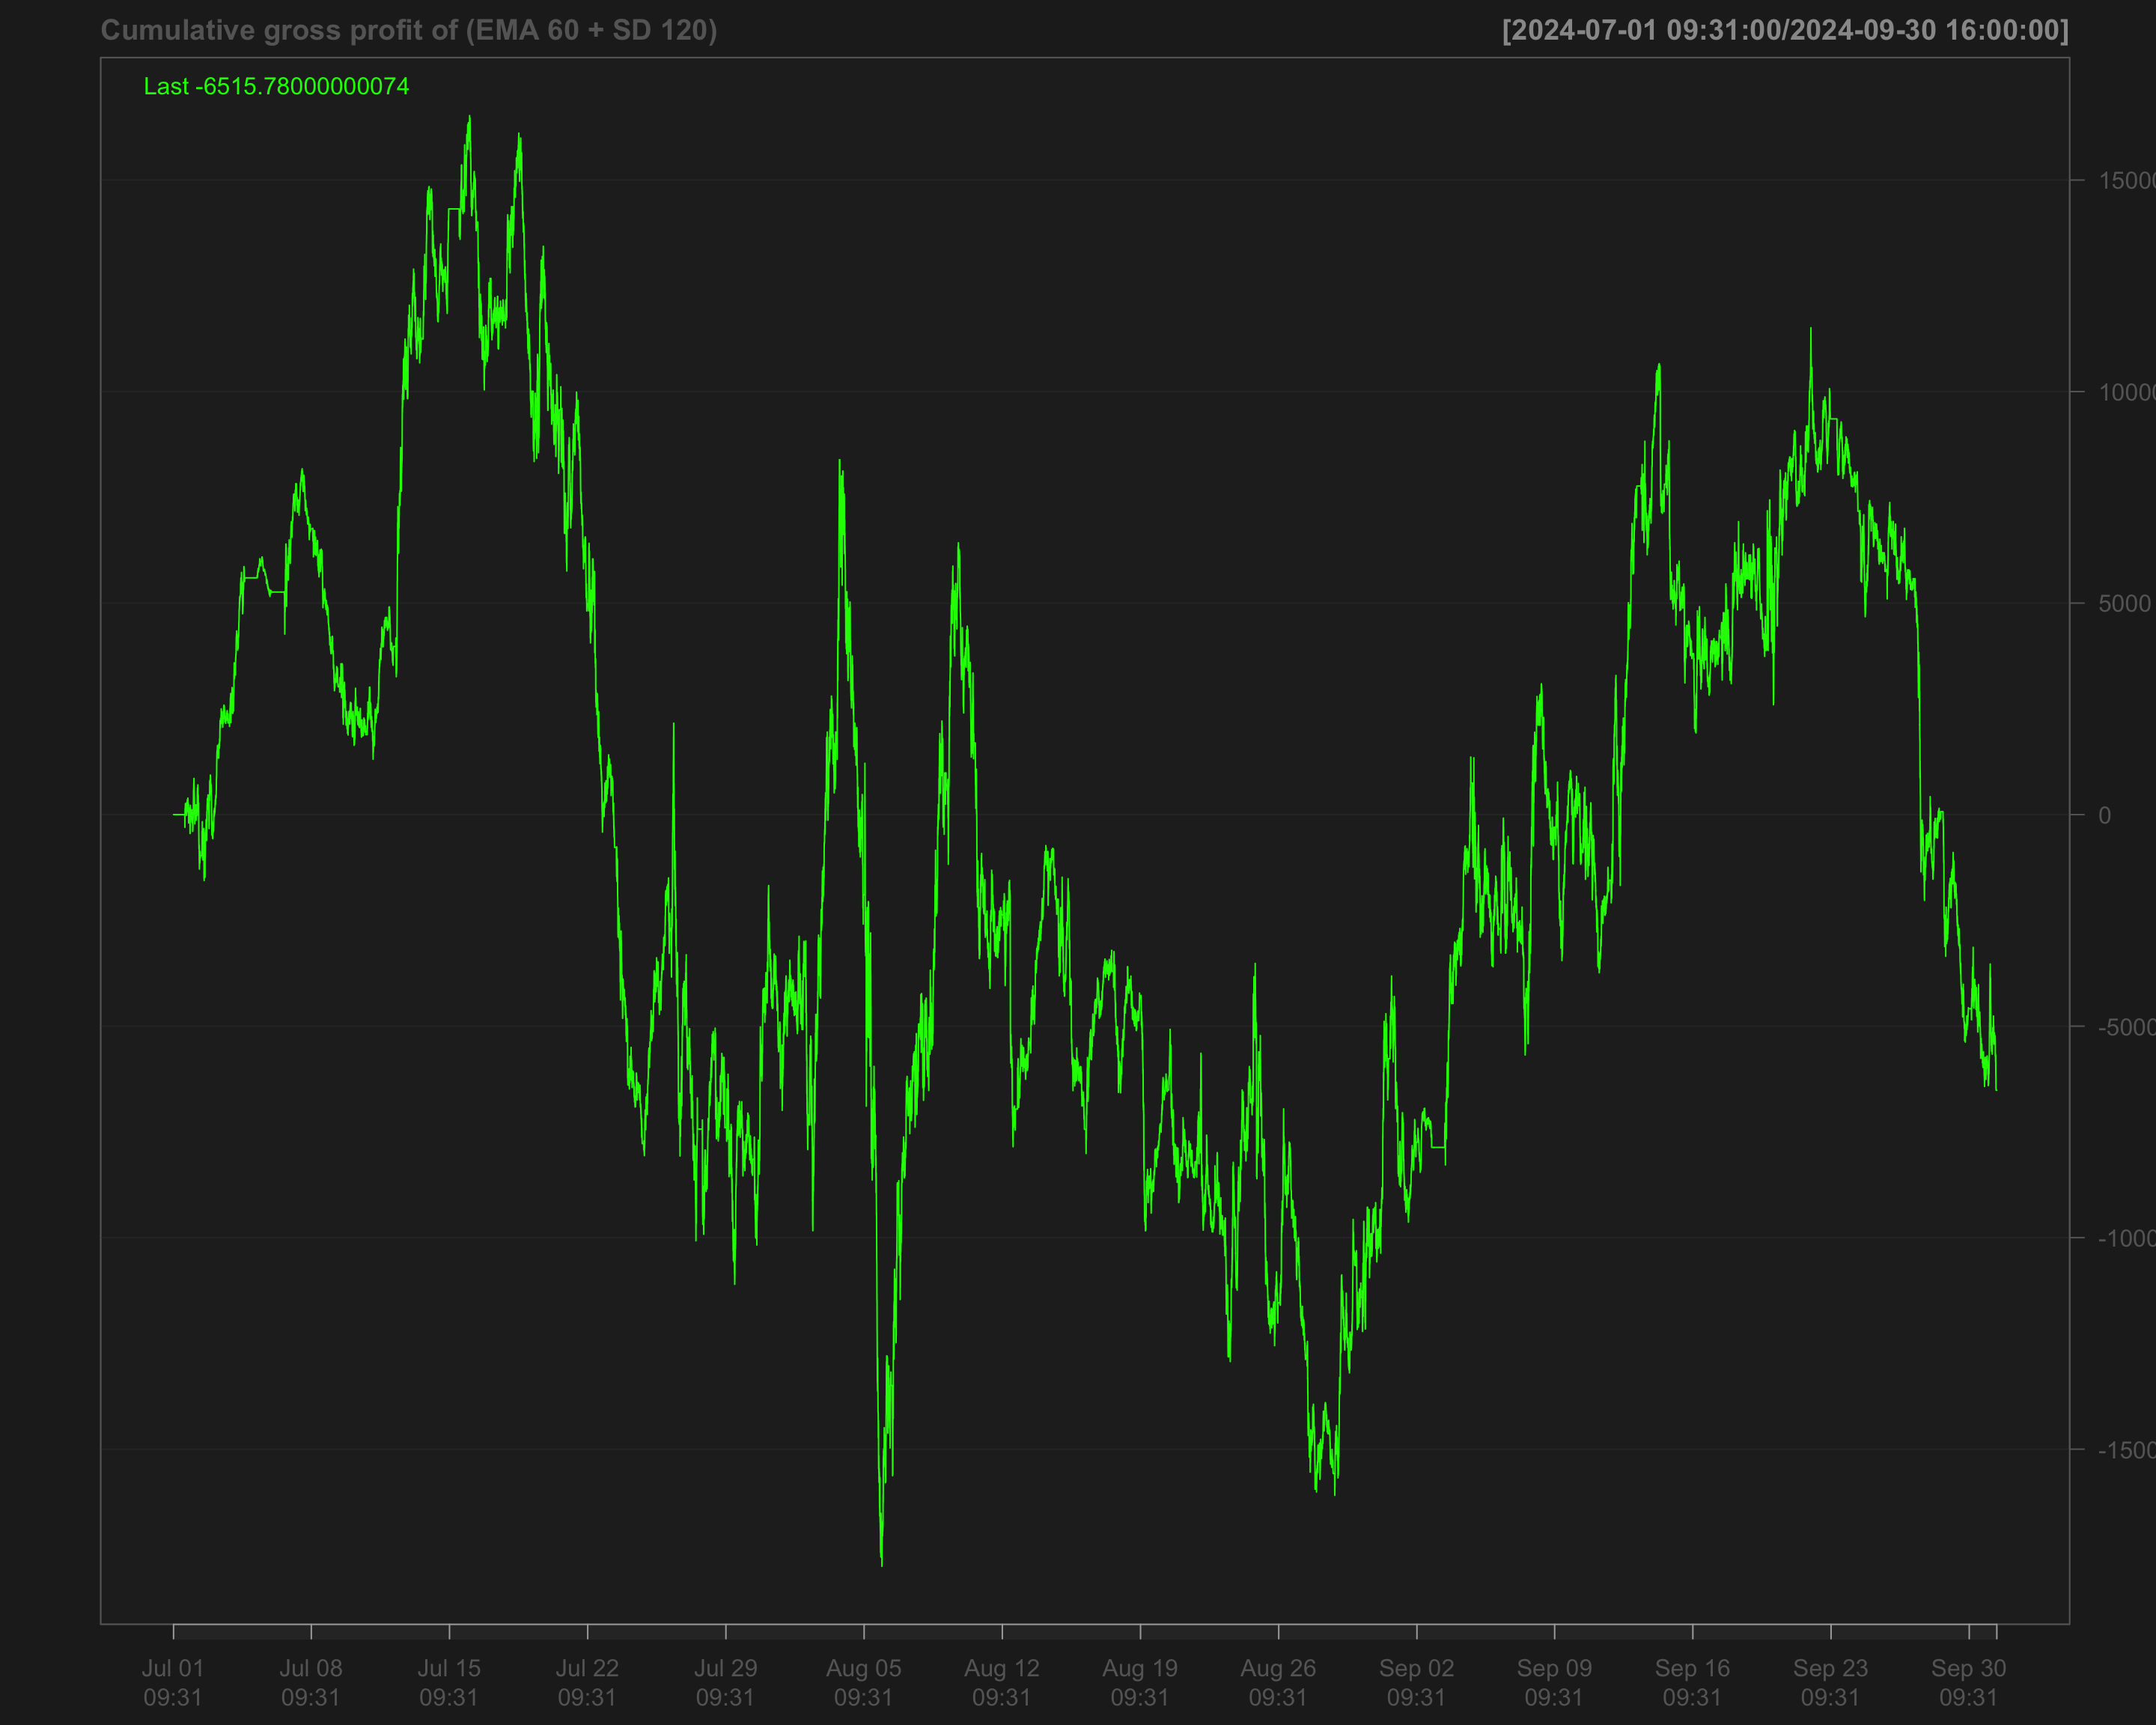 Cumulative gross profit of (EMA 60 + SD 120)
[2024-07-01 09:31:00/2024-09-30 16:00:00]
Last -6515.78000000074
15000
10000
5000
0
-5000
-1000
-1500
Jul 01 Jul 08 Jul 15 Jul 22 Jul 29 Aug 05 Aug 12 Aug 19 Aug 26 Sep 02 Sep 09 Sep 16 Sep 23 Sep 30
09:31 09:31 09:31 09:31 09:31 09:31 09:31 09:31 09:31 09:31 09:31 09:31 09:31 09:31